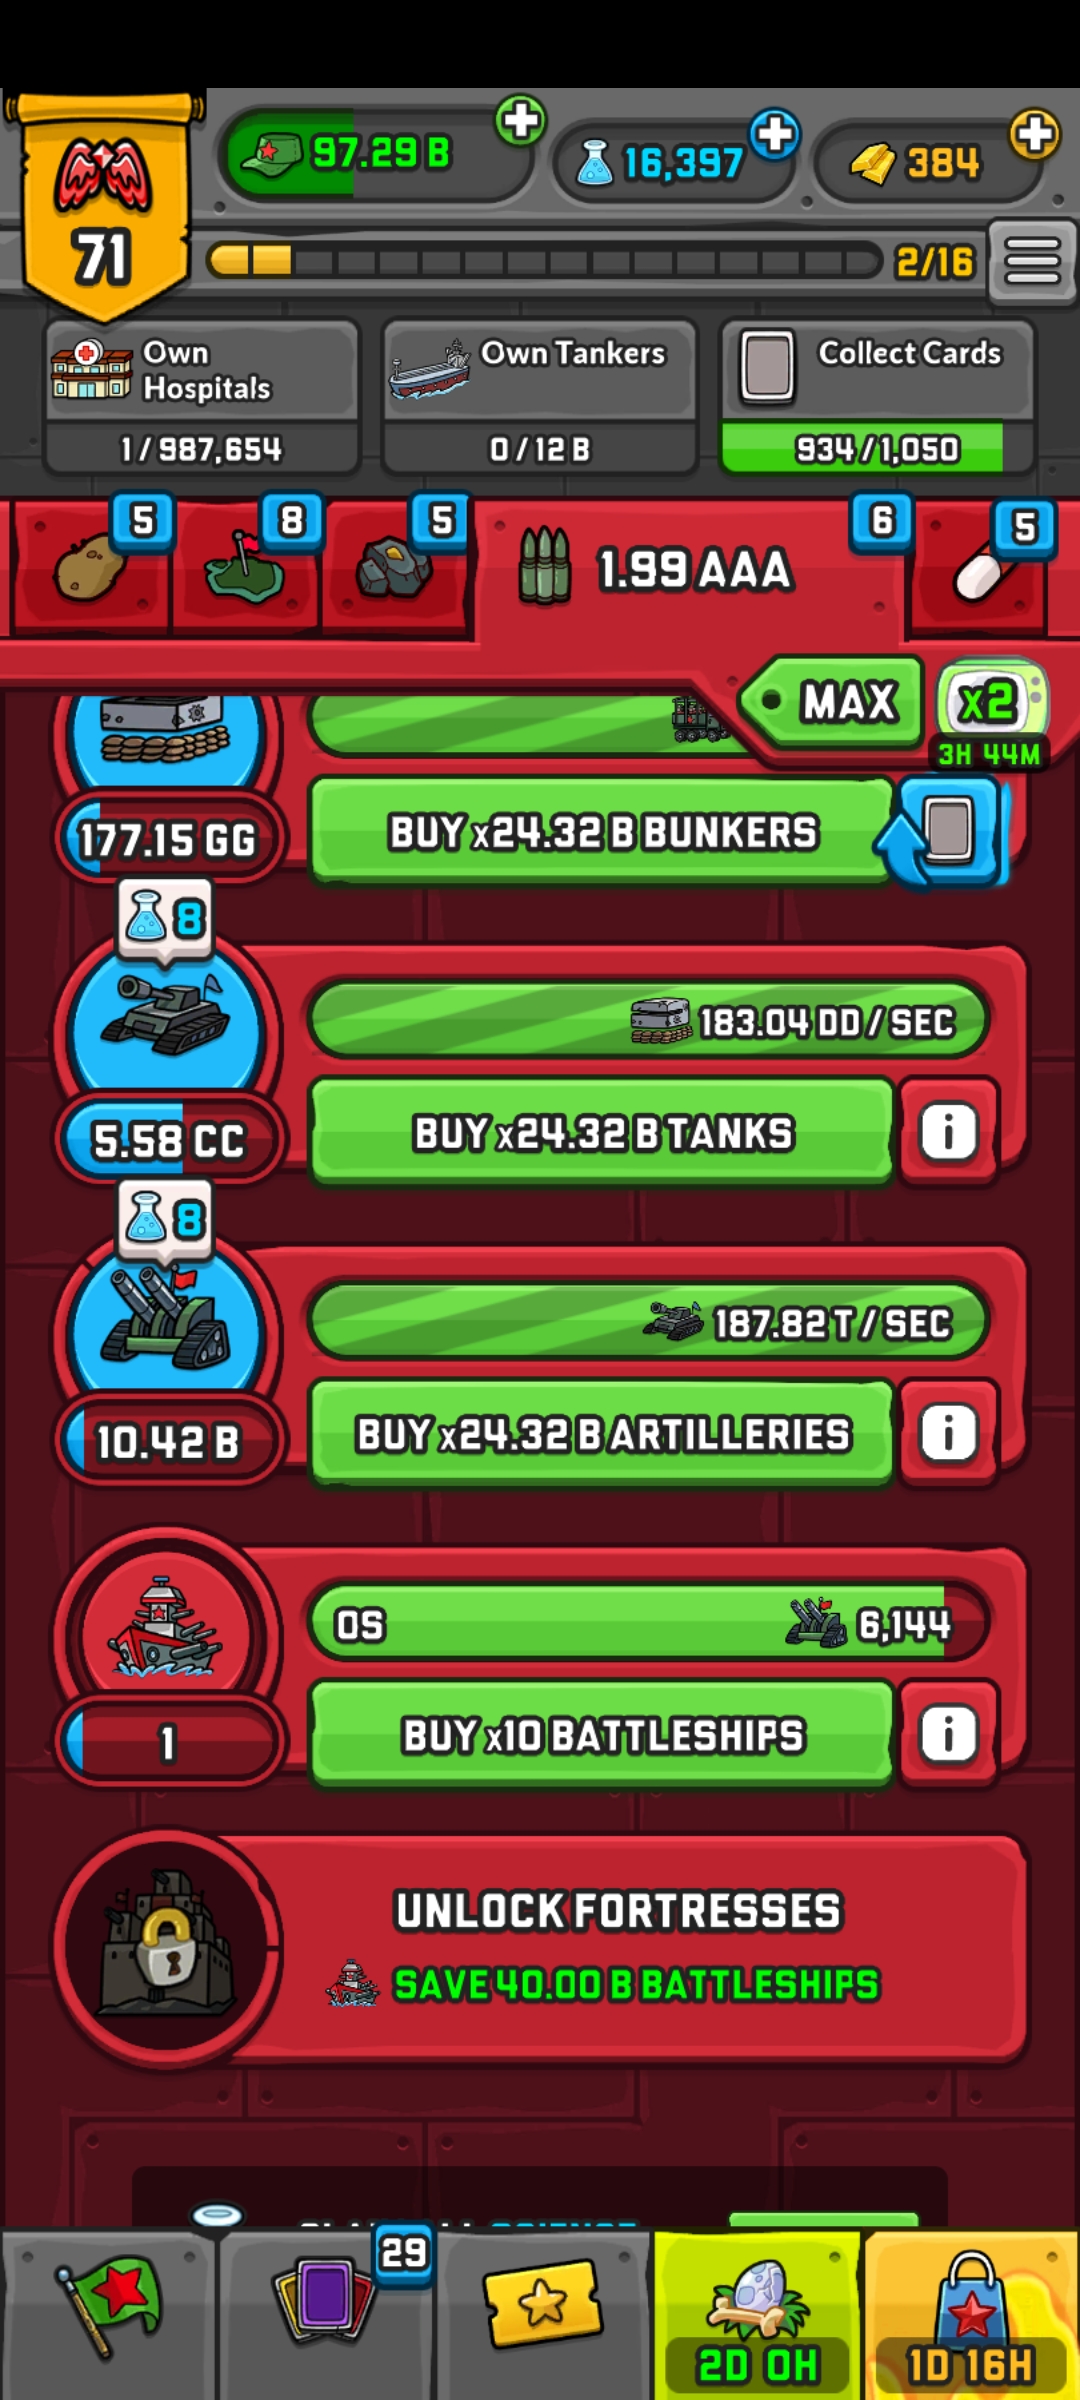 71
97.29 B
16,397
384
2/16
Own
Hospitals
1 / 987,654
Own Tankers
0 / 12 B
Collect Cards
934 / 1,050
5
8
5
1.99 AAA
6
5
MAX
x2
3H 44M
177.15 GG
BUY x24.32 B BUNKERS
8
183.04 DD / SEC
5.58 CC
BUY x24.32 B TANKS
8
187.82 T / SEC
10.42 B
BUY x24.32 B ARTILLERIES
0S
6,144
1
BUY x10 BATTLESHIPS
UNLOCK FORTRESSES
SAVE 40.00 B BATTLESHIPS
29
2D 0H
1D 16H